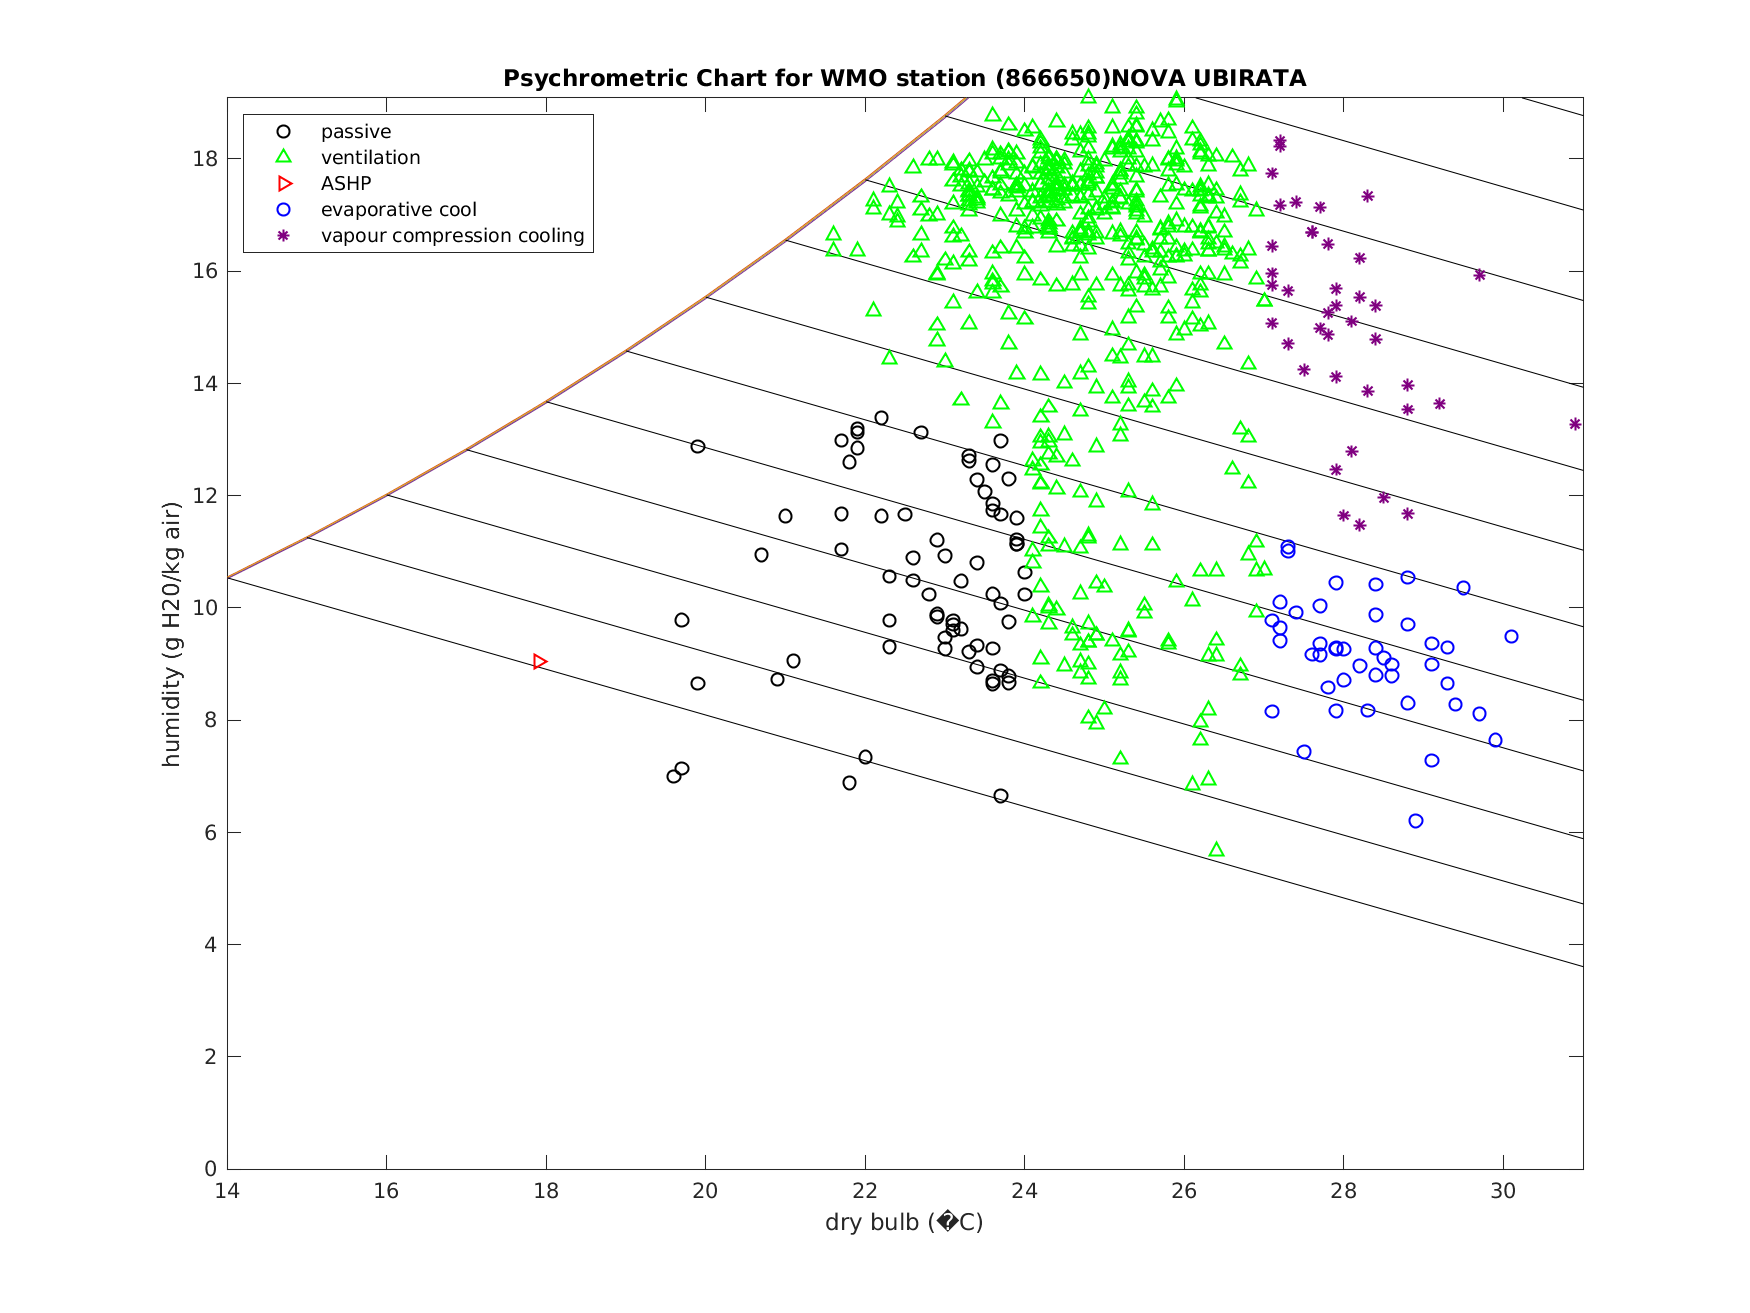 Psychrometric Chart for WMO station (866650)NOVA UBIRATA
passive
ventilation
ASHP
evaporative cool
vapour compression cooling
humidity (g H20/kg air)
18
16
14
12
10
8
6
4
2
0
14 16 18 20 22 24 26 28 30
dry bulb (�C)